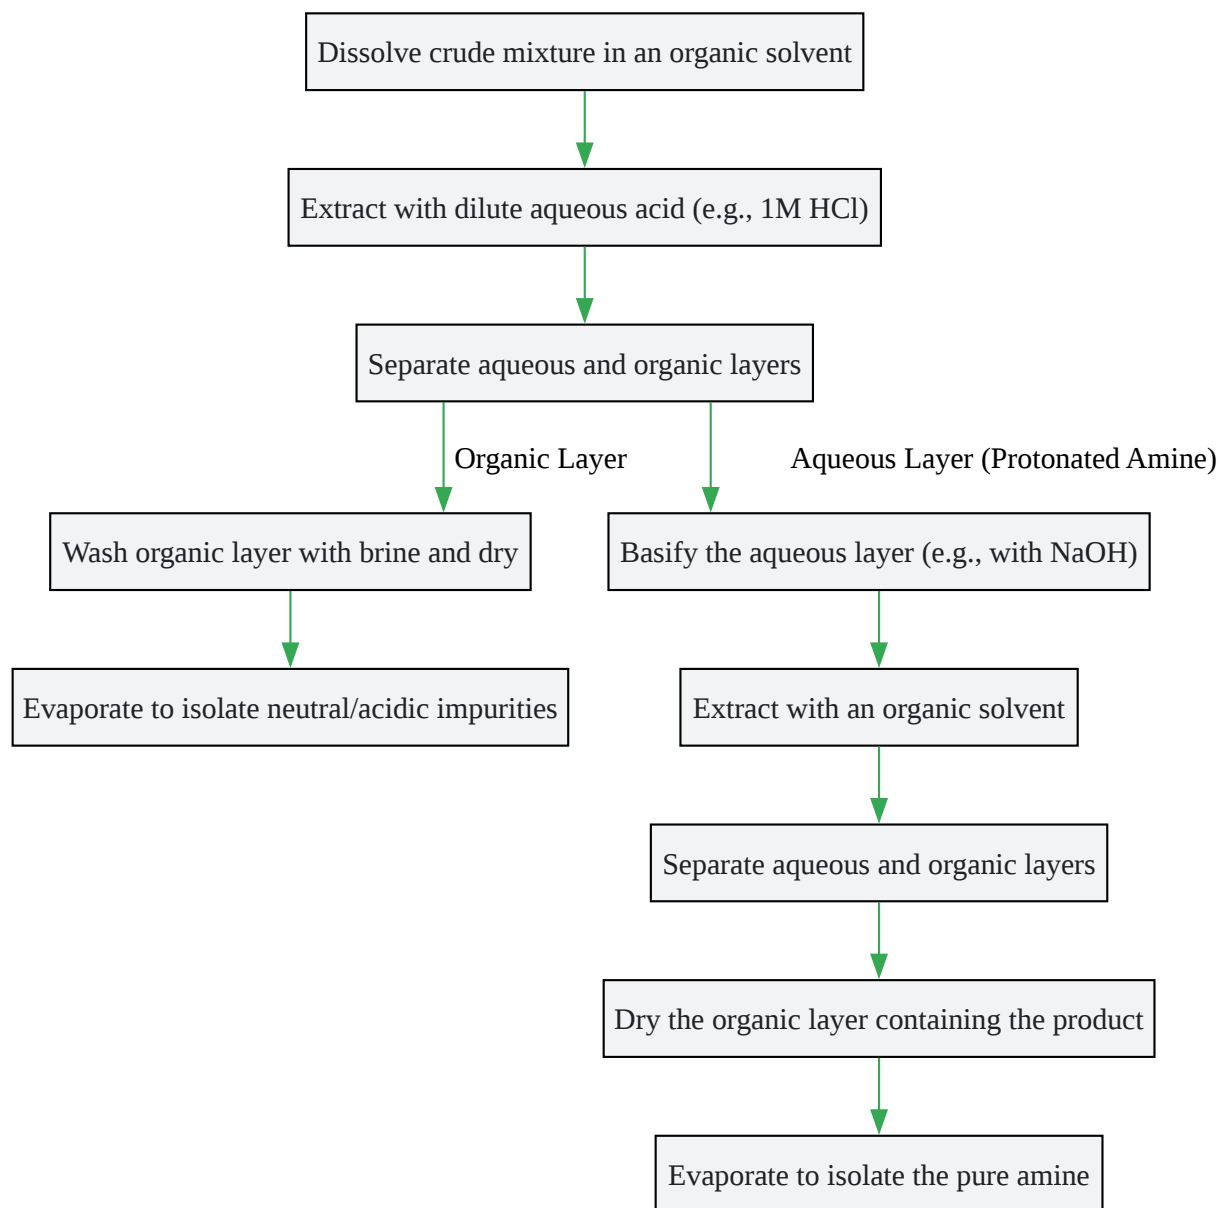 Dissolve crude mixture in an organic solvent
Extract with dilute aqueous acid (e.g., 1M HCl)
Separate aqueous and organic layers
Organic Layer
Aqueous Layer (Protonated Amine)
Wash organic layer with brine and dry
Basify the aqueous layer (e.g., with NaOH)
Evaporate to isolate neutral/acidic impurities
Extract with an organic solvent
Separate aqueous and organic layers
Dry the organic layer containing the product
Evaporate to isolate the pure amine